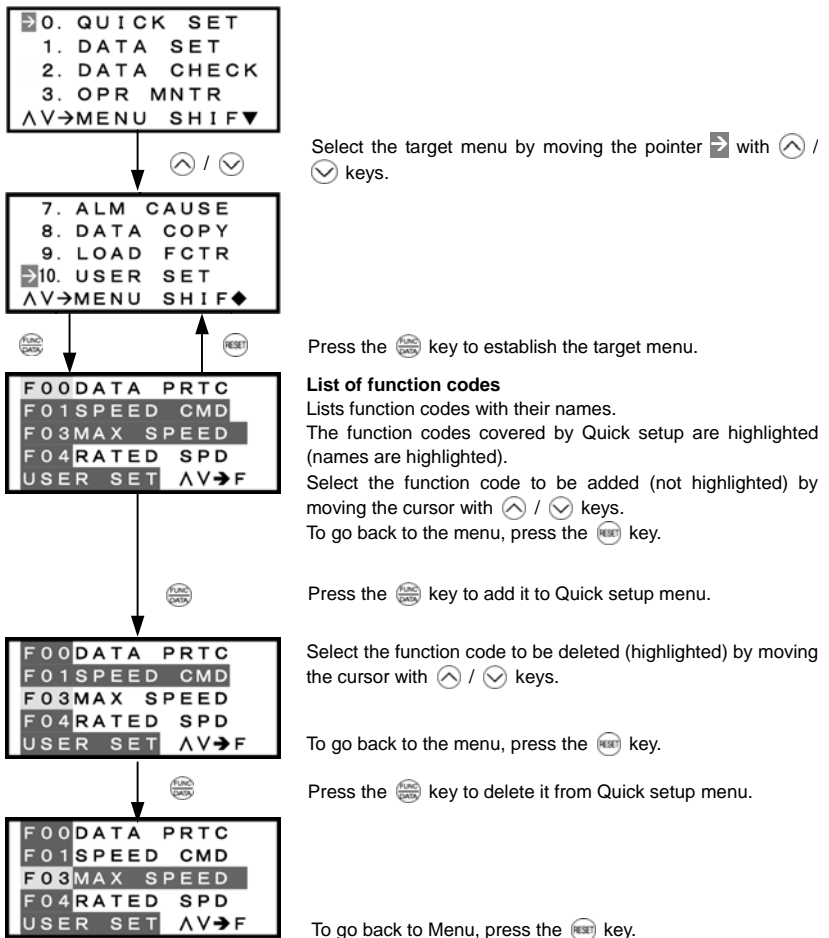 →0. QUICK SET
1. DATA SET
2. DATA CHECK
3. OPR MNTR
∧∨→MENU SHIF▼
∧ / ∨
Select the target menu by moving the pointer → with ∧ /
∨ keys.
7. ALM CAUSE
8. DATA COPY
9. LOAD FCTR
→10. USER SET
∧∨→MENU SHIF◆
FUNC DATA
RESET
Press the FUNC DATA key to establish the target menu.
F00DATA PRTC
F01SPEED CMD
F03MAX SPEED
F04RATED SPD
USER SET ∧∨→F
List of function codes
Lists function codes with their names.
The function codes covered by Quick setup are highlighted
(names are highlighted).
Select the function code to be added (not highlighted) by
moving the cursor with ∧ / ∨ keys.
To go back to the menu, press the RESET key.
FUNC DATA
Press the FUNC DATA key to add it to Quick setup menu.
F00DATA PRTC
F01SPEED CMD
F03MAX SPEED
F04RATED SPD
USER SET ∧∨→F
Select the function code to be deleted (highlighted) by moving
the cursor with ∧ / ∨ keys.
To go back to the menu, press the RESET key.
FUNC DATA
Press the FUNC DATA key to delete it from Quick setup menu.
F00DATA PRTC
F01SPEED CMD
F03MAX SPEED
F04RATED SPD
USER SET ∧∨→F
To go back to Menu, press the RESET key.